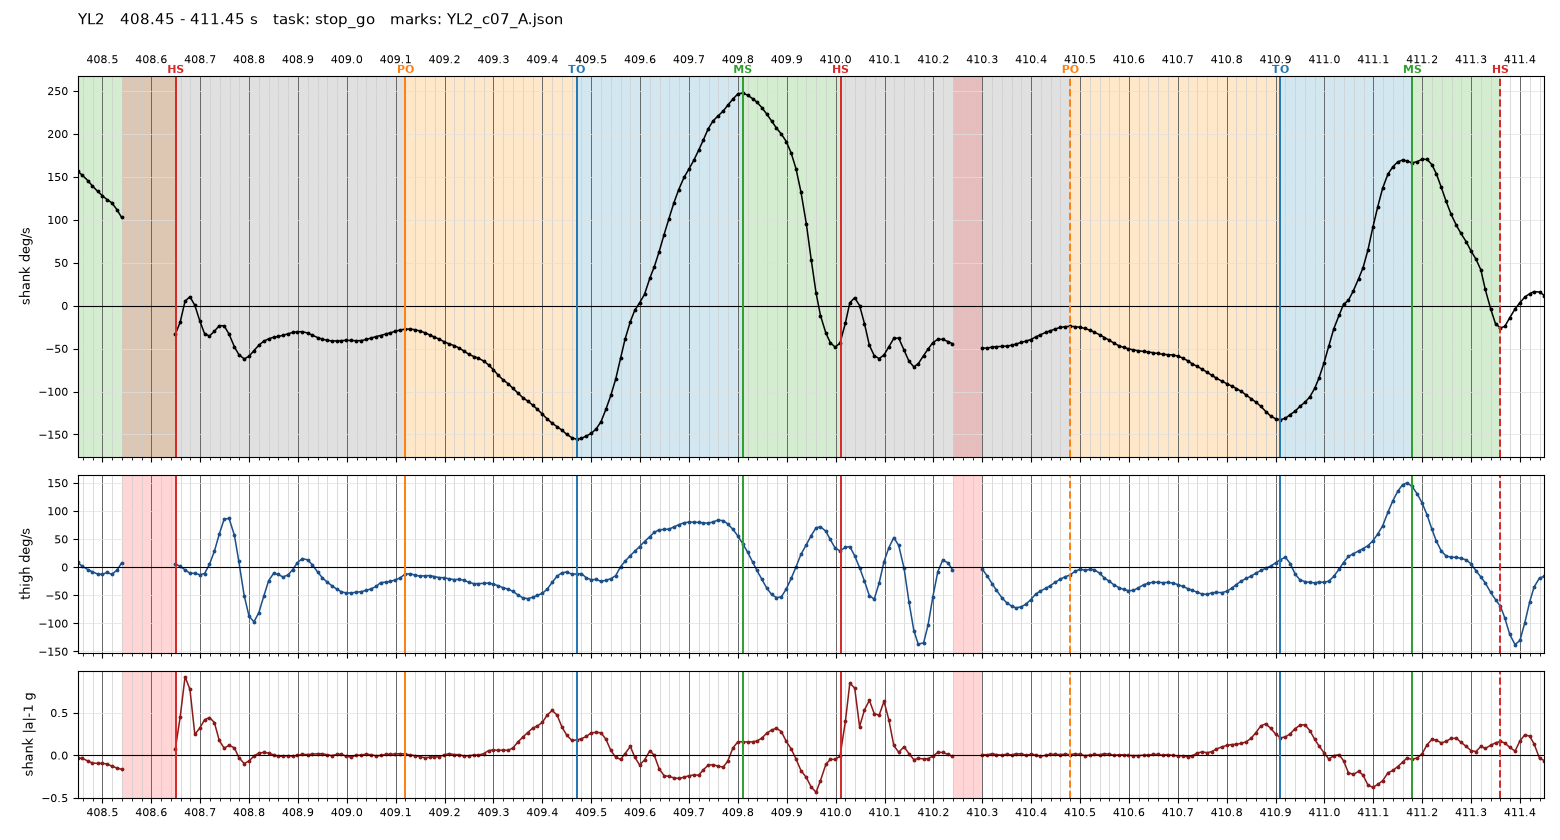 YL2 408.45 - 411.45 s task: stop_go marks: YL2_c07_A.json
408.5 408.6 408.7 408.8 408.9 409.0 409.1 409.2 409.3 409.4 409.5 409.6 409.7 409.8 409.9 410.0 410.1 410.2 410.3 410.4 410.5 410.6 410.7 410.8 410.9 411.0 411.1 411.2 411.3 411.4
HS PO TO MS HS PO TO MS HS
shank deg/s
250
200
150
100
50
0
−50
−100
−150
thigh deg/s
150
100
50
0
−50
−100
−150
shank |a|-1 g
0.5
0.0
−0.5
408.5 408.6 408.7 408.8 408.9 409.0 409.1 409.2 409.3 409.4 409.5 409.6 409.7 409.8 409.9 410.0 410.1 410.2 410.3 410.4 410.5 410.6 410.7 410.8 410.9 411.0 411.1 411.2 411.3 411.4